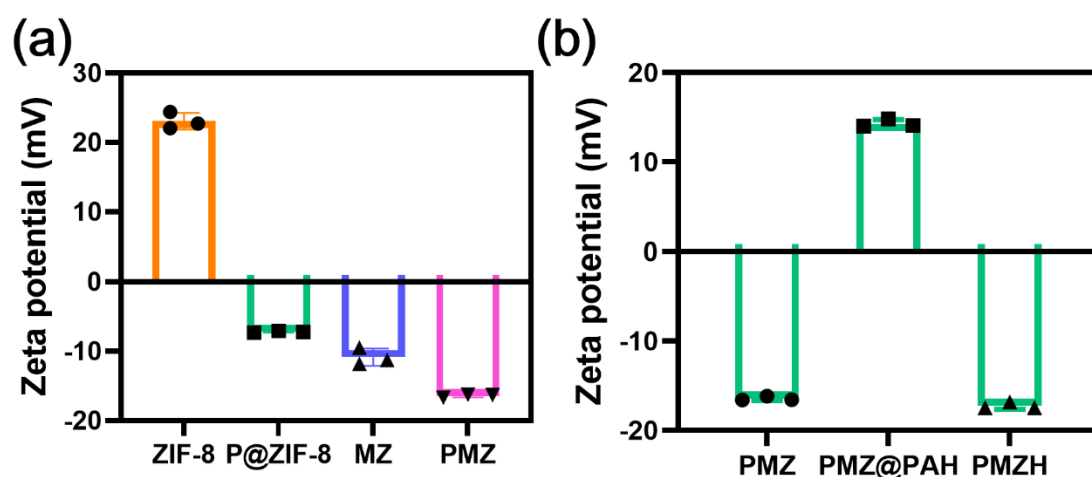 (a)
Zeta potential (mV)
30
20
10
0
-10
-20
ZIF-8 P@ZIF-8 MZ PMZ
(b)
Zeta potential (mV)
20
10
0
-10
-20
PMZ PMZ@PAH PMZH